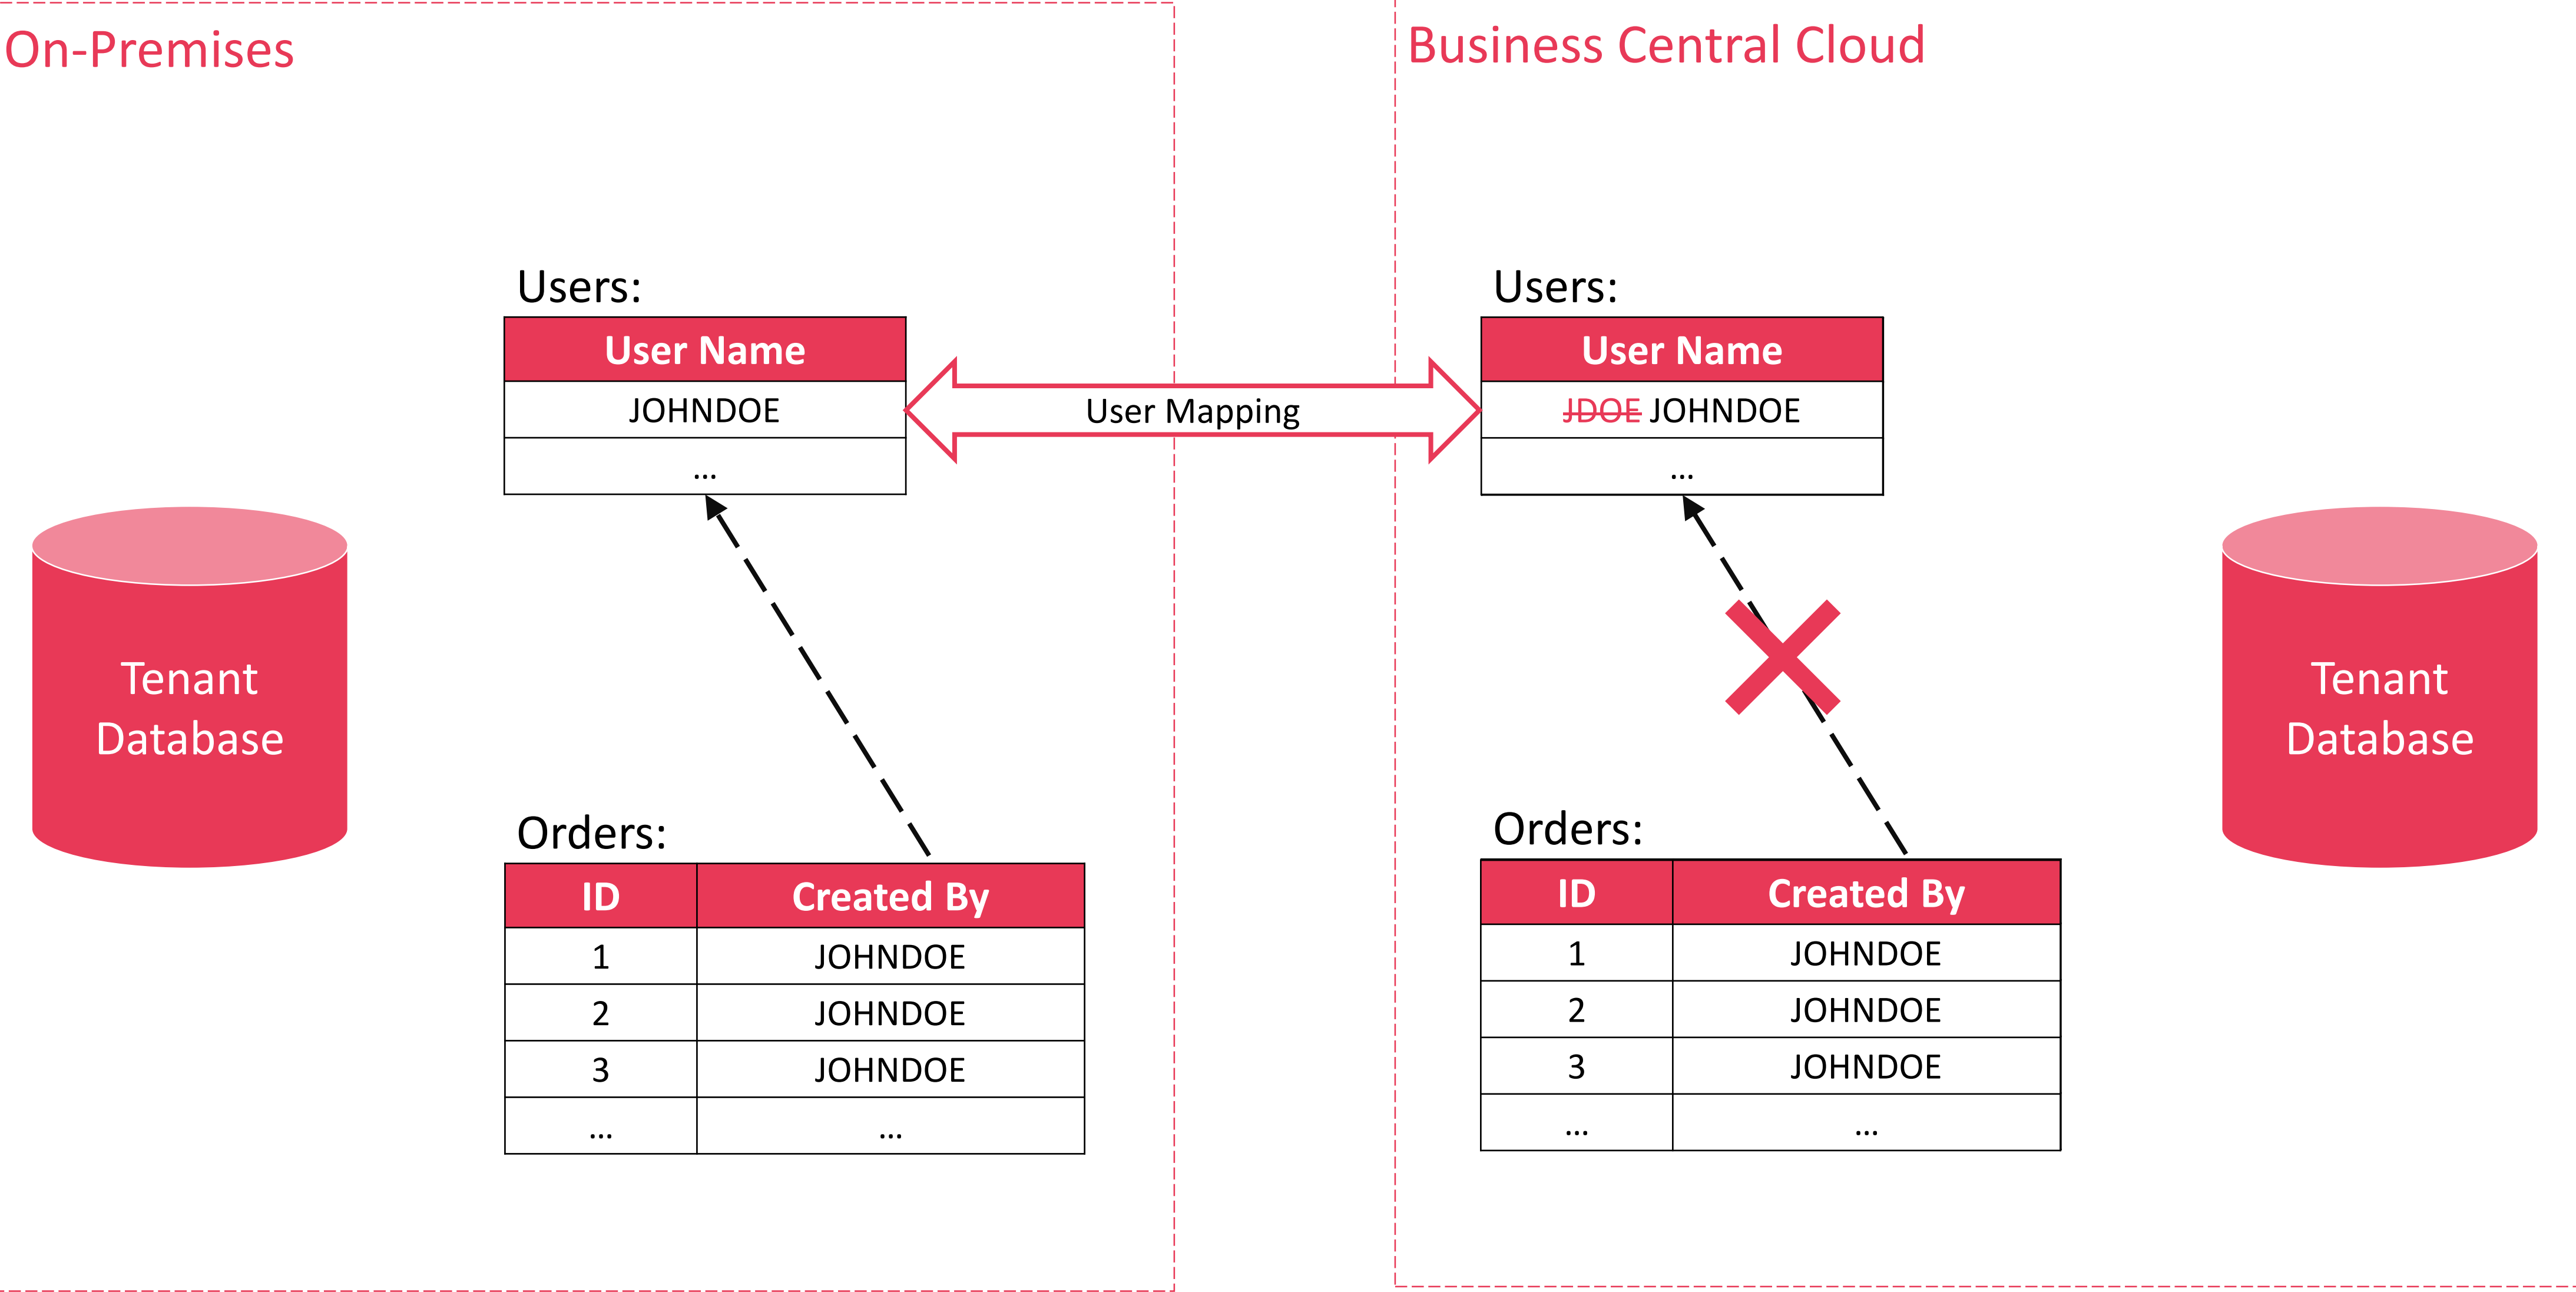 On-Premises
Users:
User Name
JOHNDOE
...
Tenant
Database
Orders:
ID Created By
1 JOHNDOE
2 JOHNDOE
3 JOHNDOE
... ...
User Mapping
Business Central Cloud
Users:
User Name
JDOE JOHNDOE
...
Orders:
ID Created By
1 JOHNDOE
2 JOHNDOE
3 JOHNDOE
... ...
Tenant
Database